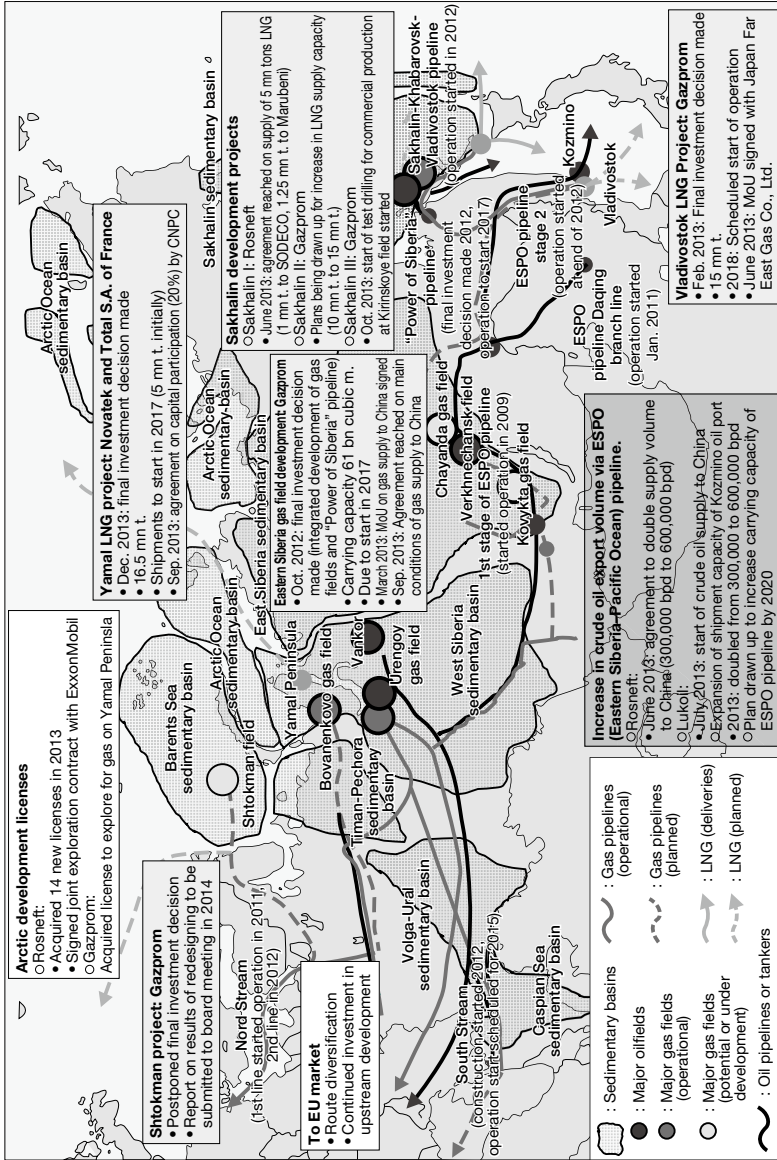 Arctic development licenses
○Rosneft:
• Acquired 14 new licenses in 2013
• Signed joint exploration contract with ExxonMobil
○Gazprom:
Acquired license to explore for gas on Yamal Peninsla
Yamal LNG project: Novatek and Total S.A. of France
• Dec. 2013: final investment decision made
• 16.5 mn t.
• Shipments to start in 2017 (5 mn t. initially)
• Sep. 2013: agreement on capital participation (20%) by CNPC
Arctic Ocean
sedimentary basin
Sakhalin sedimentary basin
Sakhalin development projects
○Sakhalin I: Rosneft
• June 2013: agreement reached on supply of 5 mn tons LNG
(1 mn t. to SODECO, 1.25 mn t. to Marubeni)
○Sakhalin II: Gazprom
• Plans being drawn up for increase in LNG supply capacity
(10 mn t. to 15 mn t.)
○Sakhalin III: Gazprom
• Oct. 2013: start of test drilling for commercial production
at Kirinskoye field started
Shtokman project: Gazprom
• Postponed final investment decision
• Report on results of redesigning to be
submitted to board meeting in 2014
Barents Sea
sedimentary basin
Shtokman field
Arctic Ocean
sedimentary basin
Arctic Ocean
sedimentary basin
East Siberia sedimentary basin
Eastern Siberia gas field development: Gazprom
• Oct. 2012: final investment decision
made (integrated development of gas
fields and "Power of Siberia" pipeline)
• Carrying capacity 61 bn cubic m.
• Due to start in 2017
• March 2013: MoU on gas supply to China signed
• Sep. 2013: Agreement reached on main
conditions of gas supply to China
Nord Stream
(1st line started operation in 2011,
2nd line in 2012)
To EU market
• Route diversification
• Continued investment in
upstream development
Yamal Peninsula
Bovanenkovo gas field
Vankor
Urengoy
gas field
Timan-Pechora
sedimentary
basin
Volga-Ural
sedimentary basin
West Siberia
sedimentary basin
South Stream
(construction started 2012,
operation start scheduled for 2015)
Caspian Sea
sedimentary basin
Chayanda gas field
Verkhnechansk field
1st stage of ESPO pipeline
(started operation in 2009)
Kovykta gas field
"Power of Siberia"
pipeline
(final investment
decision made 2012,
operation to start 2017)
Sakhalin-Khabarovsk-
Vladivostok pipeline
(operation started in 2012)
ESPO pipeline
stage 2
(operation started
at end of 2012)
Kozmino
Vladivostok
ESPO
pipeline Daqing
branch line
(operation started
Jan. 2011)
Increase in crude oil export volume via ESPO
(Eastern Siberia–Pacific Ocean) pipeline.
○Rosneft:
• June 2013: agreement to double supply volume
to China (300,000 bpd to 600,000 bpd)
○Lukoli:
• July 2013: start of crude oil supply to China
○Expansion of shipment capacity of Kozmino oil port
• 2013: doubled from 300,000 to 600,000 bpd
○Plan drawn up to increase carrying capacity of
ESPO pipeline by 2020
Vladivostok LNG Project: Gazprom
• Feb. 2013: Final investment decision made
• 15 mn t.
• 2018: Scheduled start of operation
• June 2013: MoU signed with Japan Far
East Gas Co., Ltd.
: Sedimentary basins
: Major oilfields
: Major gas fields
(operational)
: Major gas fields
(potential or under
development)
: Oil pipelines or tankers
: Gas pipelines
(operational)
: Gas pipelines
(planned)
: LNG (deliveries)
: LNG (planned)